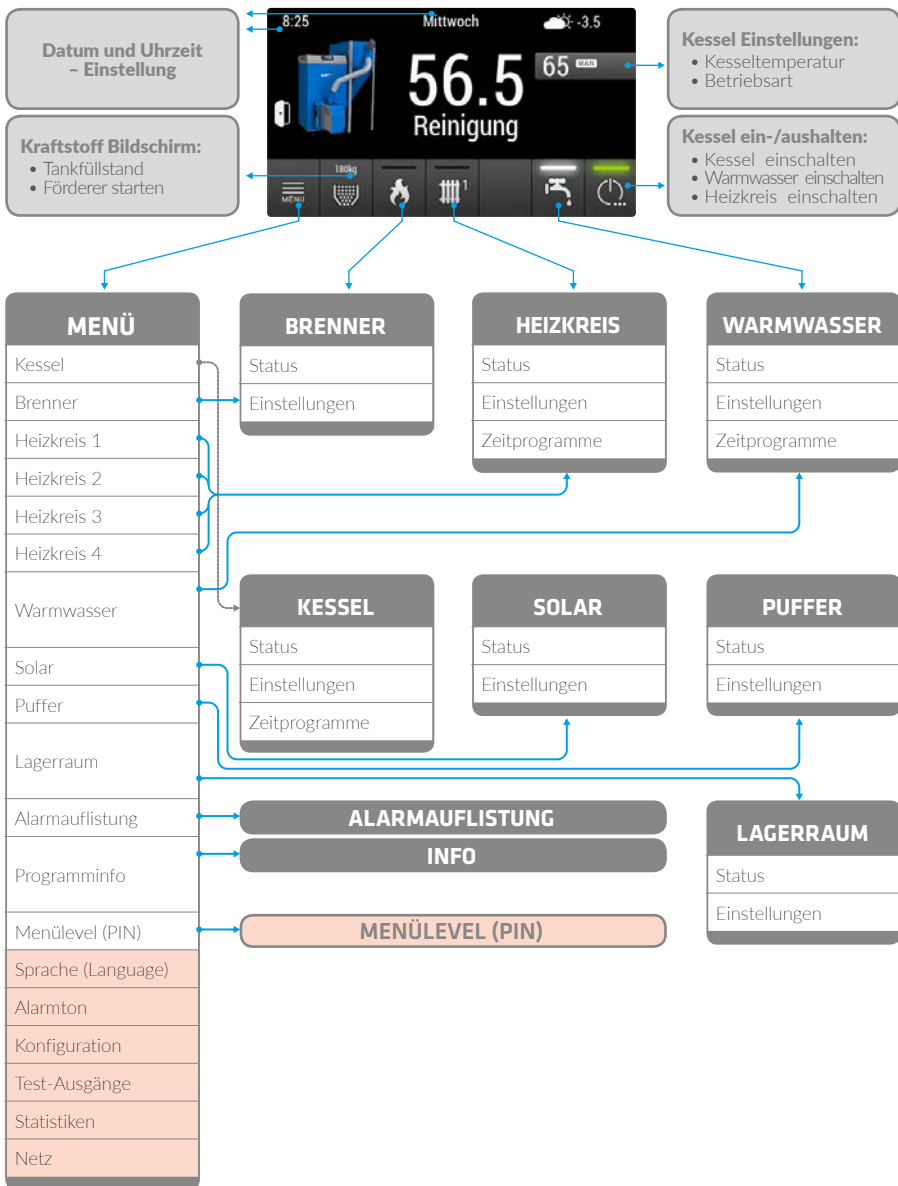 Datum und Uhrzeit
– Einstellung
8:25
Mittwoch
-3.5
56.5
Reinigung
65 MAN
180kg
MENU
1
Kessel Einstellungen:
• Kesseltemperatur
• Betriebsart
Kraftstoff Bildschirm:
• Tankfüllstand
• Förderer starten
Kessel ein-/aushalten:
• Kessel einschalten
• Warmwasser einschalten
• Heizkreis einschalten
MENÜ
Kessel
Brenner
Heizkreis 1
Heizkreis 2
Heizkreis 3
Heizkreis 4
Warmwasser
Solar
Puffer
Lagerraum
Alarmauflistung
Programminfo
Menülevel (PIN)
Sprache (Language)
Alarmton
Konfiguration
Test-Ausgänge
Statistiken
Netz
BRENNER
Status
Einstellungen
HEIZKREIS
Status
Einstellungen
Zeitprogramme
WARMWASSER
Status
Einstellungen
Zeitprogramme
KESSEL
Status
Einstellungen
Zeitprogramme
SOLAR
Status
Einstellungen
PUFFER
Status
Einstellungen
ALARMAUFLISTUNG
INFO
MENÜLEVEL (PIN)
LAGERRAUM
Status
Einstellungen